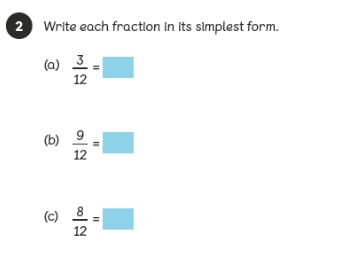 2 Write each fraction in its simplest form.
(a) 3/12 =
(b) 9/12 =
(c) 8/12 =